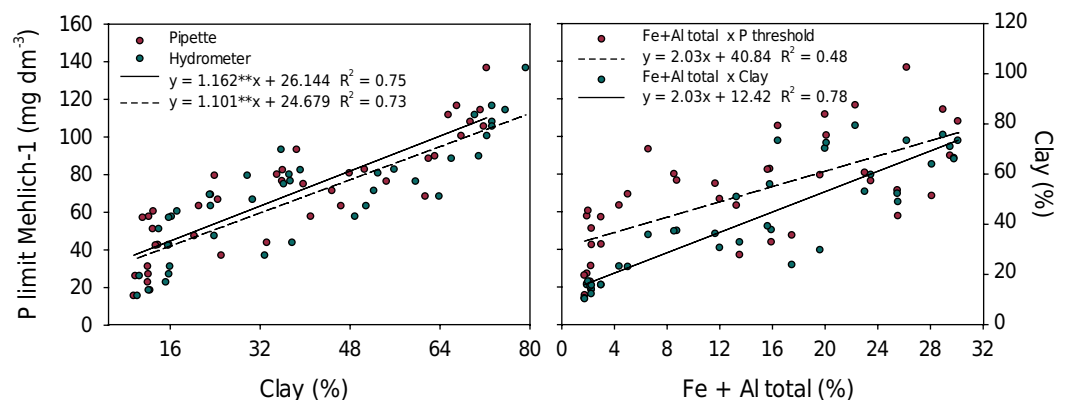 160
140
120
100
80
60
40
20
0
P limit Mehlich-1 (mg dm-3)
Pipette
Hydrometer
y = 1.162**x + 26.144 R2 = 0.75
y = 1.101**x + 24.679 R2 = 0.73
16 32 48 64 80
Clay (%)
Fe+Al total x P threshold
y = 2.03x + 40.84 R2 = 0.48
Fe+Al total x Clay
y = 2.03x + 12.42 R2 = 0.78
0 4 8 12 16 20 24 28 32
Fe + Al total (%)
120
100
80
60
40
20
0
Clay (%)